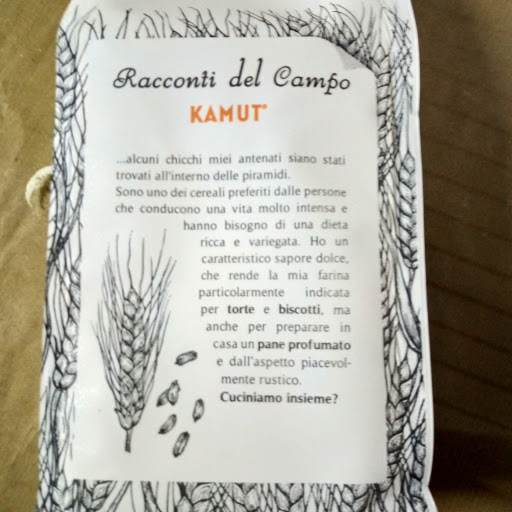 Racconti del Campo
KAMUT®
...alcuni chicchi miei antenati siano stati
trovati all'interno delle piramidi.
Sono uno dei cereali preferiti dalle persone
che conducono una vita molto intensa e
hanno bisogno di una dieta
ricca e variegata. Ho un
caratteristico sapore dolce,
che rende la mia farina
particolarmente indicata
per torte e biscotti, ma
anche per preparare in
casa un pane profumato
e dall'aspetto piacevol-
mente rustico.
Cuciniamo insieme?